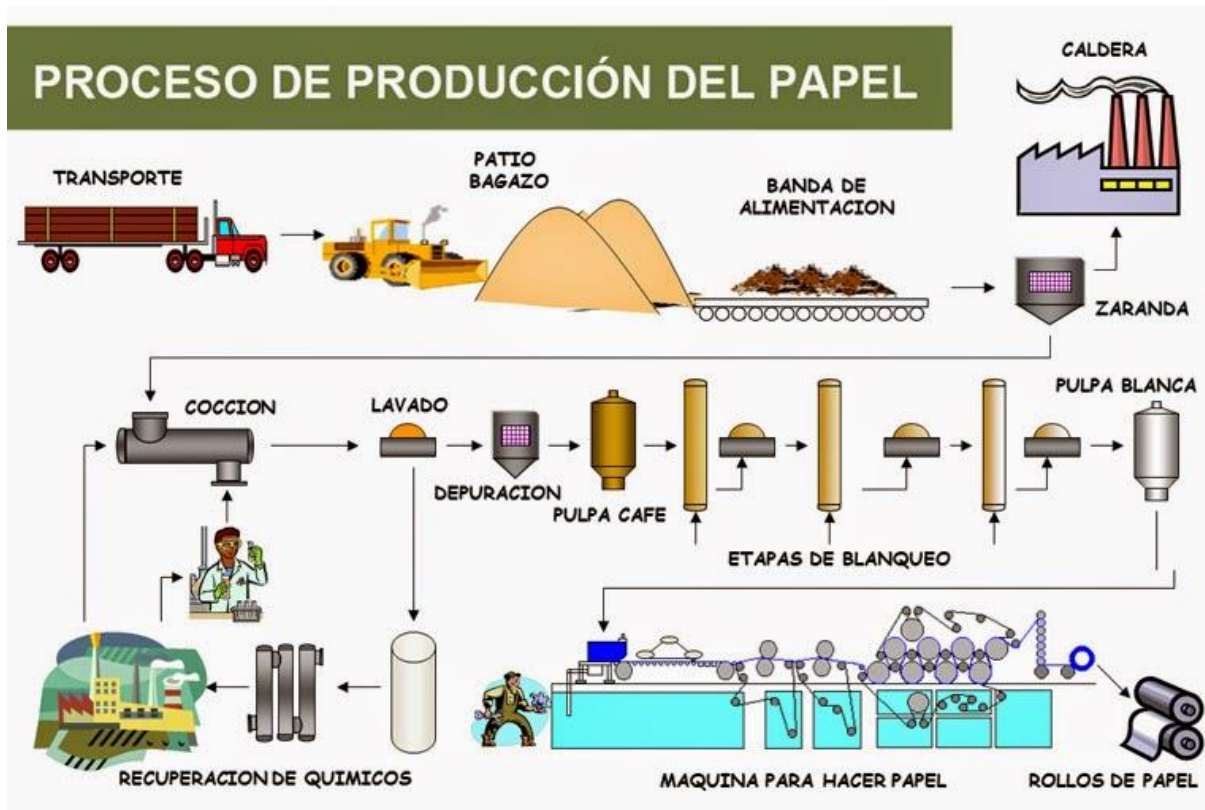 PROCESO DE PRODUCCIÓN DEL PAPEL
CALDERA
TRANSPORTE
PATIO
BAGAZO
BANDA DE
ALIMENTACION
ZARANDA
COCCION
LAVADO
PULPA BLANCA
DEPURACION
PULPA CAFE
ETAPAS DE BLANQUEO
RECUPERACION DE QUIMICOS
MAQUINA PARA HACER PAPEL
ROLLOS DE PAPEL